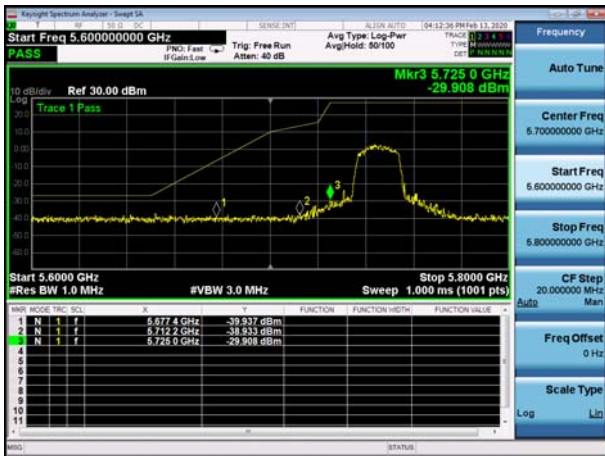 Keysight Spectrum Analyzer - Swept SA
T RF 50 Ω DC SENSE:INT ALIGN AUTO 04:12:36 PM Feb 13, 2020
Start Freq 5.600000000 GHz
PNO: Fast
IFGain:Low
Trig: Free Run
Atten: 40 dB
Avg Type: Log-Pwr
Avg|Hold: 50/100
TRACE 1 2 3 4 5 6
TYPE M WWWWW
DET P NNNNN
PASS
Mkr3 5.725 0 GHz
-29.908 dBm
10 dB/div Ref 30.00 dBm
Log
Trace 1 Pass
20.0
10.0
0.00
-10.0
-20.0
-30.0
-40.0
-50.0
-60.0
1
2
3
Start 5.6000 GHz Stop 5.8000 GHz
#Res BW 1.0 MHz #VBW 3.0 MHz Sweep 1.000 ms (1001 pts)
MKR MODE TRC SCL X Y FUNCTION FUNCTION WIDTH FUNCTION VALUE
1 N 1 f 5.677 4 GHz -39.937 dBm
2 N 1 f 5.712 2 GHz -38.933 dBm
3 N 1 f 5.725 0 GHz -29.908 dBm
4
5
6
7
8
9
10
11
MSG STATUS
Frequency
Auto Tune
Center Freq
5.700000000 GHz
Start Freq
5.600000000 GHz
Stop Freq
5.800000000 GHz
CF Step
20.000000 MHz
Auto Man
Freq Offset
0 Hz
Scale Type
Log Lin